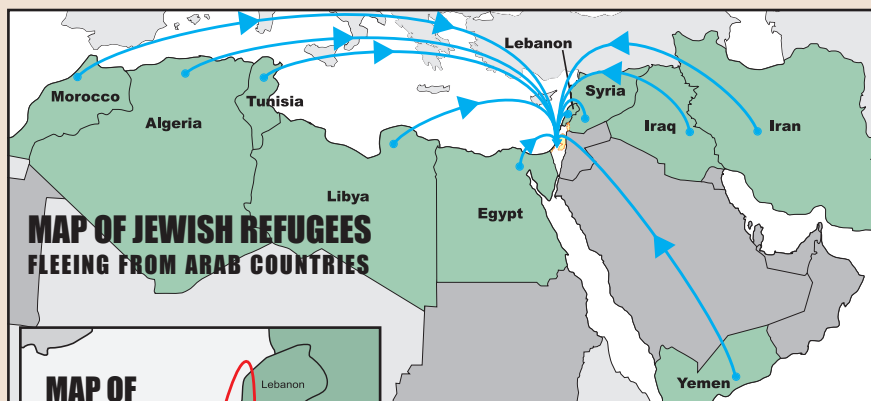 Lebanon
Morocco
Tunisia
Syria
Algeria
Iraq
Iran
Libya
Egypt
MAP OF JEWISH REFUGEES
FLEEING FROM ARAB COUNTRIES
Yemen
MAP OF
Lebanon